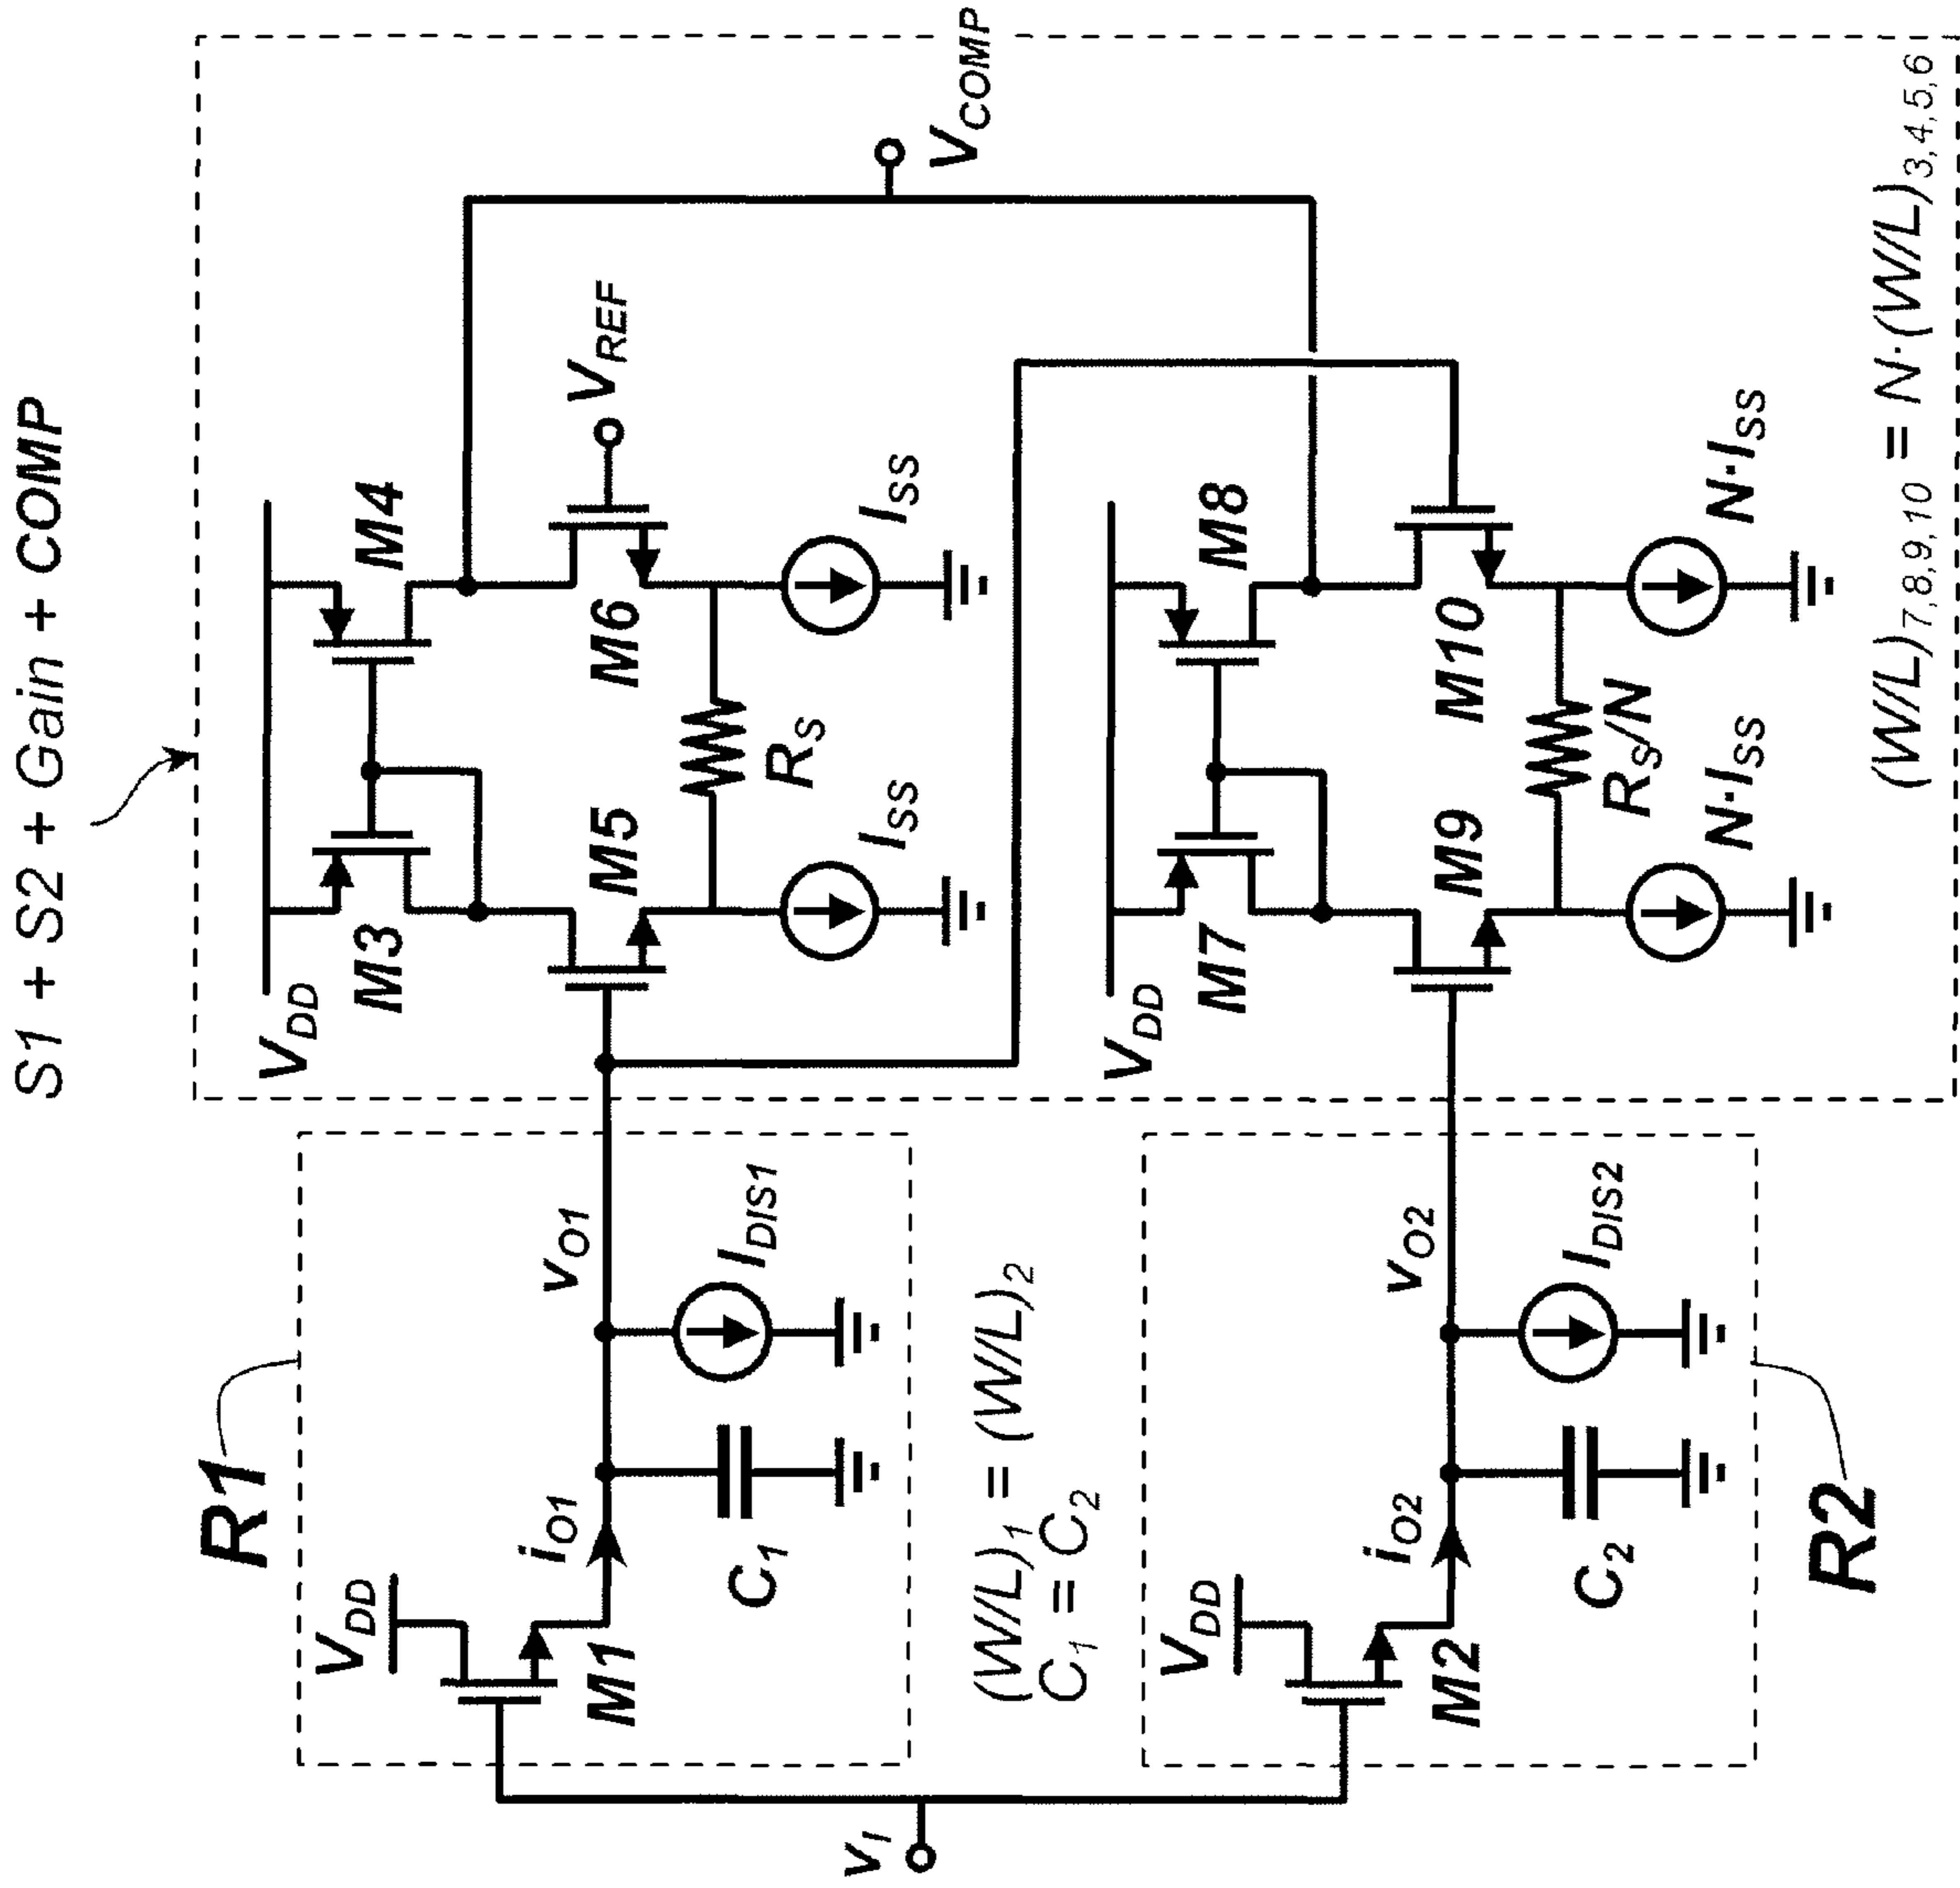 S1 + S2 + Gain + COMP
R1
V_DD
M1
i_O1
v_O1
C_1
I_DIS1
V_DD
M3
M4
M5
M6
V_REF
R_S
I_SS
I_SS
V_COMP
v_I
(W/L)_1 = (W/L)_2
C_1 = C_2
V_DD
M2
i_O2
v_O2
C_2
I_DIS2
R2
V_DD
M7
M8
M9
M10
R_S/N
N·I_SS
N·I_SS
(W/L)_7,8,9,10 = N·(W/L)_3,4,5,6